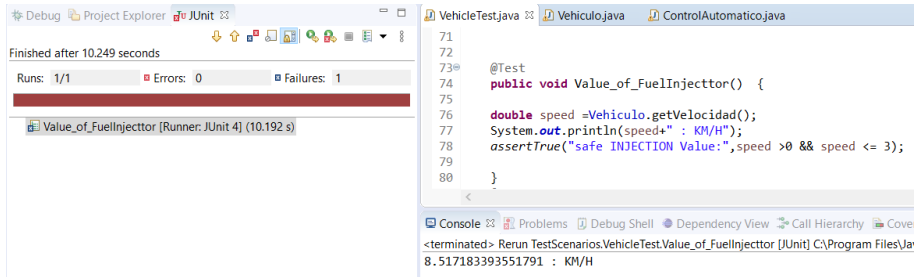 Debug Project Explorer JUnit
Finished after 10.249 seconds
Runs: 1/1 Errors: 0 Failures: 1
Value_of_FuelInjecttor [Runner: JUnit 4] (10.192 s)
VehicleTest.java Vehiculo.java ControlAutomatico.java
71
72
73 @Test
74 public void Value_of_FuelInjecttor() {
75
76 double speed =Vehiculo.getVelocidad();
77 System.out.println(speed+" : KM/H");
78 assertTrue("safe INJECTION Value:",speed >0 && speed <= 3);
79
80 }
Console Problems Debug Shell Dependency View Call Hierarchy Cove
<terminated> Rerun TestScenarios.VehicleTest.Value_of_FuelInjecttor [JUnit] C:\Program Files\Jav
8.517183393551791 : KM/H